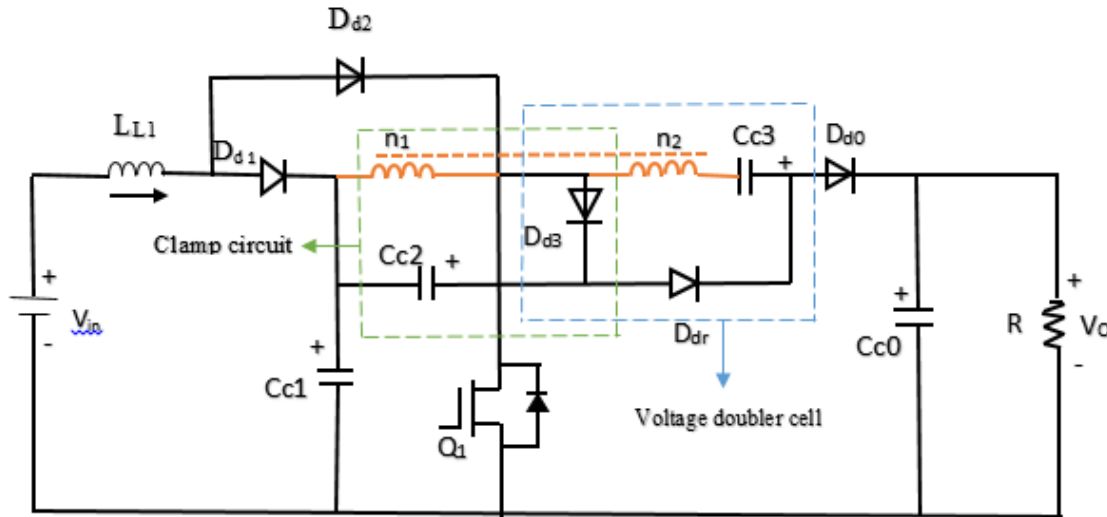 Dd2
LL1
Dd1
n1
n2
Cc3
+
Dd0
Clamp circuit
Dd3
Cc2
+
+
Vin
-
Ddr
+
Cc1
+
Cc0
R
+
Vo
-
Q1
Voltage doubler cell